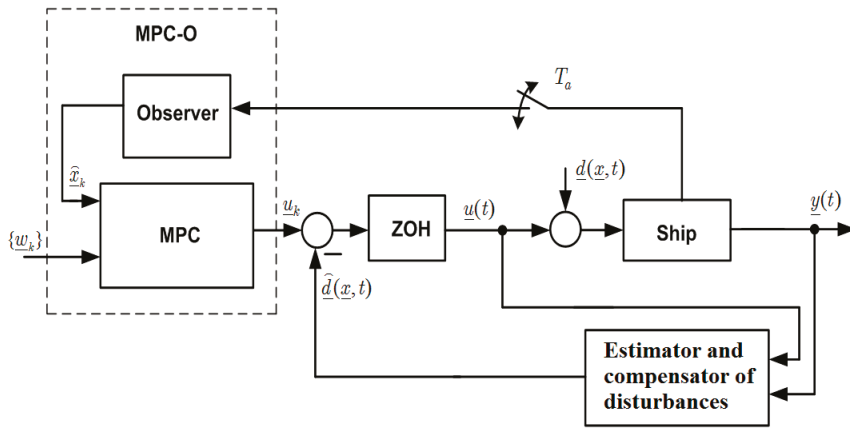 MPC-O
Observer
T_a
x̂_k
{w_k}
MPC
u_k
−
ZOH
u(t)
d(x,t)
Ship
y(t)
d̂(x,t)
Estimator and
compensator of
disturbances